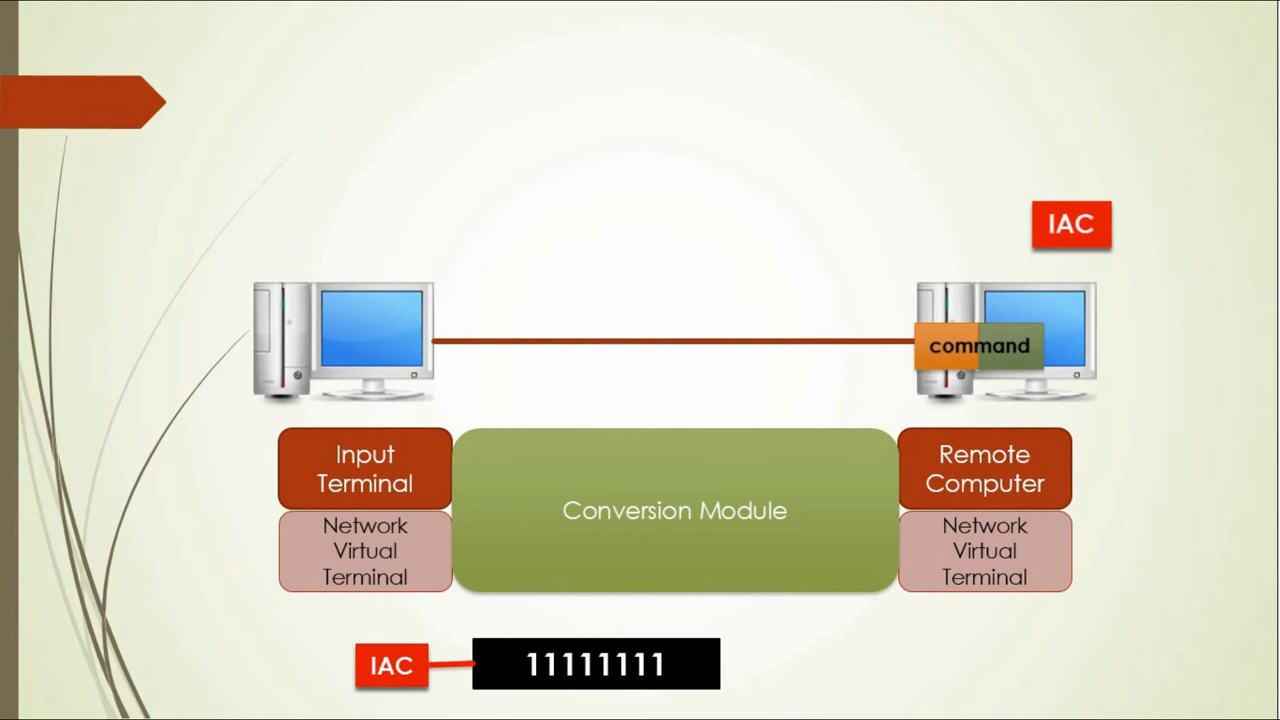 IAC
command
Input
Terminal
Conversion Module
Remote
Computer
Network
Virtual
Terminal
Network
Virtual
Terminal
IAC
11111111